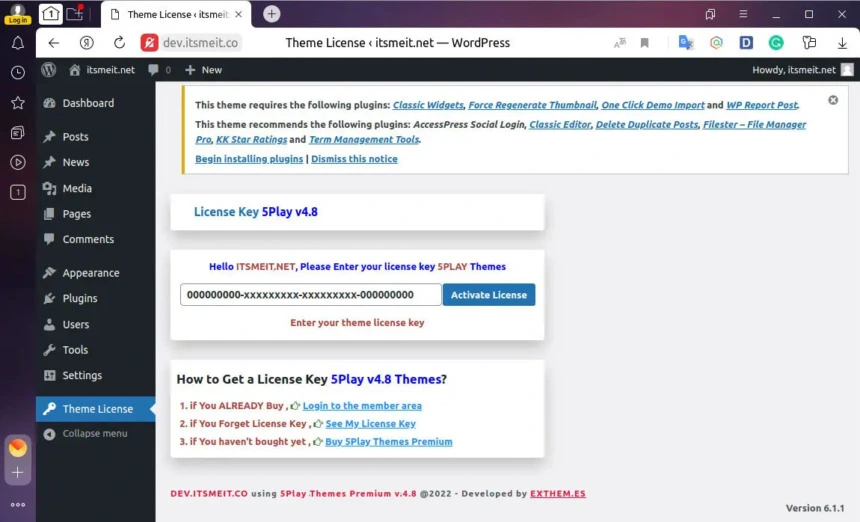 Log in
1
Theme License ‹ itsmeit.ne
dev.itsmeit.co
Theme License ‹ itsmeit.net — WordPress
itsmeit.net
0
New
Howdy, itsmeit.net
1
Dashboard
Posts
News
Media
Pages
Comments
Appearance
Plugins
Users
Tools
Settings
Theme License
Collapse menu
This theme requires the following plugins: Classic Widgets, Force Regenerate Thumbnail, One Click Demo Import and WP Report Post.
This theme recommends the following plugins: AccessPress Social Login, Classic Editor, Delete Duplicate Posts, Filester – File Manager
Pro, KK Star Ratings and Term Management Tools.
Begin installing plugins | Dismiss this notice
License Key 5Play v4.8
Hello ITSMEIT.NET, Please Enter your license key 5PLAY Themes
000000000-xxxxxxxxx-xxxxxxxxx-000000000
Activate License
Enter your theme license key
How to Get a License Key 5Play v4.8 Themes?
1. if You ALREADY Buy , Login to the member area
2. if You Forget License Key , See My License Key
3. if You haven't bought yet , Buy 5Play Themes Premium
DEV.ITSMEIT.CO using 5Play Themes Premium v.4.8 @2022 - Developed by EXTHEM.ES
Version 6.1.1